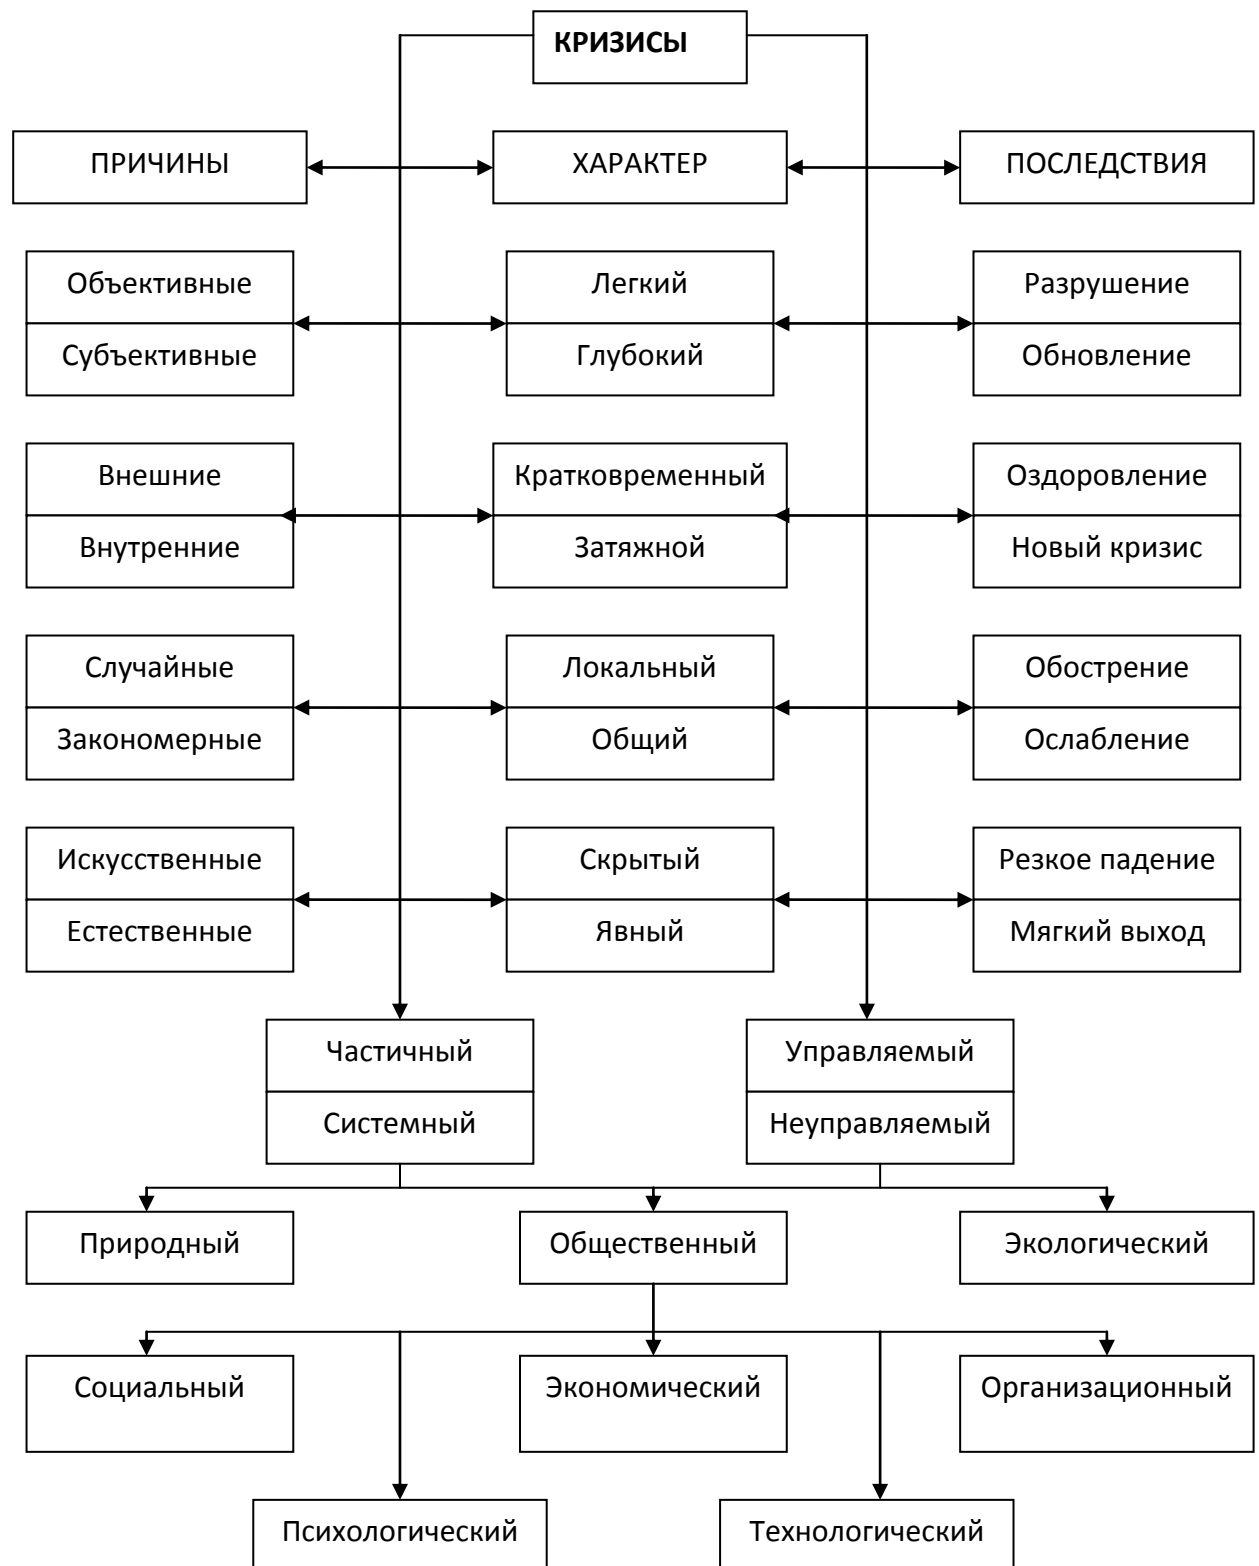 КРИЗИСЫ
ПРИЧИНЫ
ХАРАКТЕР
ПОСЛЕДСТВИЯ
Объективные
Легкий
Разрушение
Субъективные
Глубокий
Обновление
Внешние
Кратковременный
Оздоровление
Внутренние
Затяжной
Новый кризис
Случайные
Локальный
Обострение
Закономерные
Общий
Ослабление
Искусственные
Скрытый
Резкое падение
Естественные
Явный
Мягкий выход
Частичный
Управляемый
Системный
Неуправляемый
Природный
Общественный
Экологический
Социальный
Экономический
Организационный
Психологический
Технологический